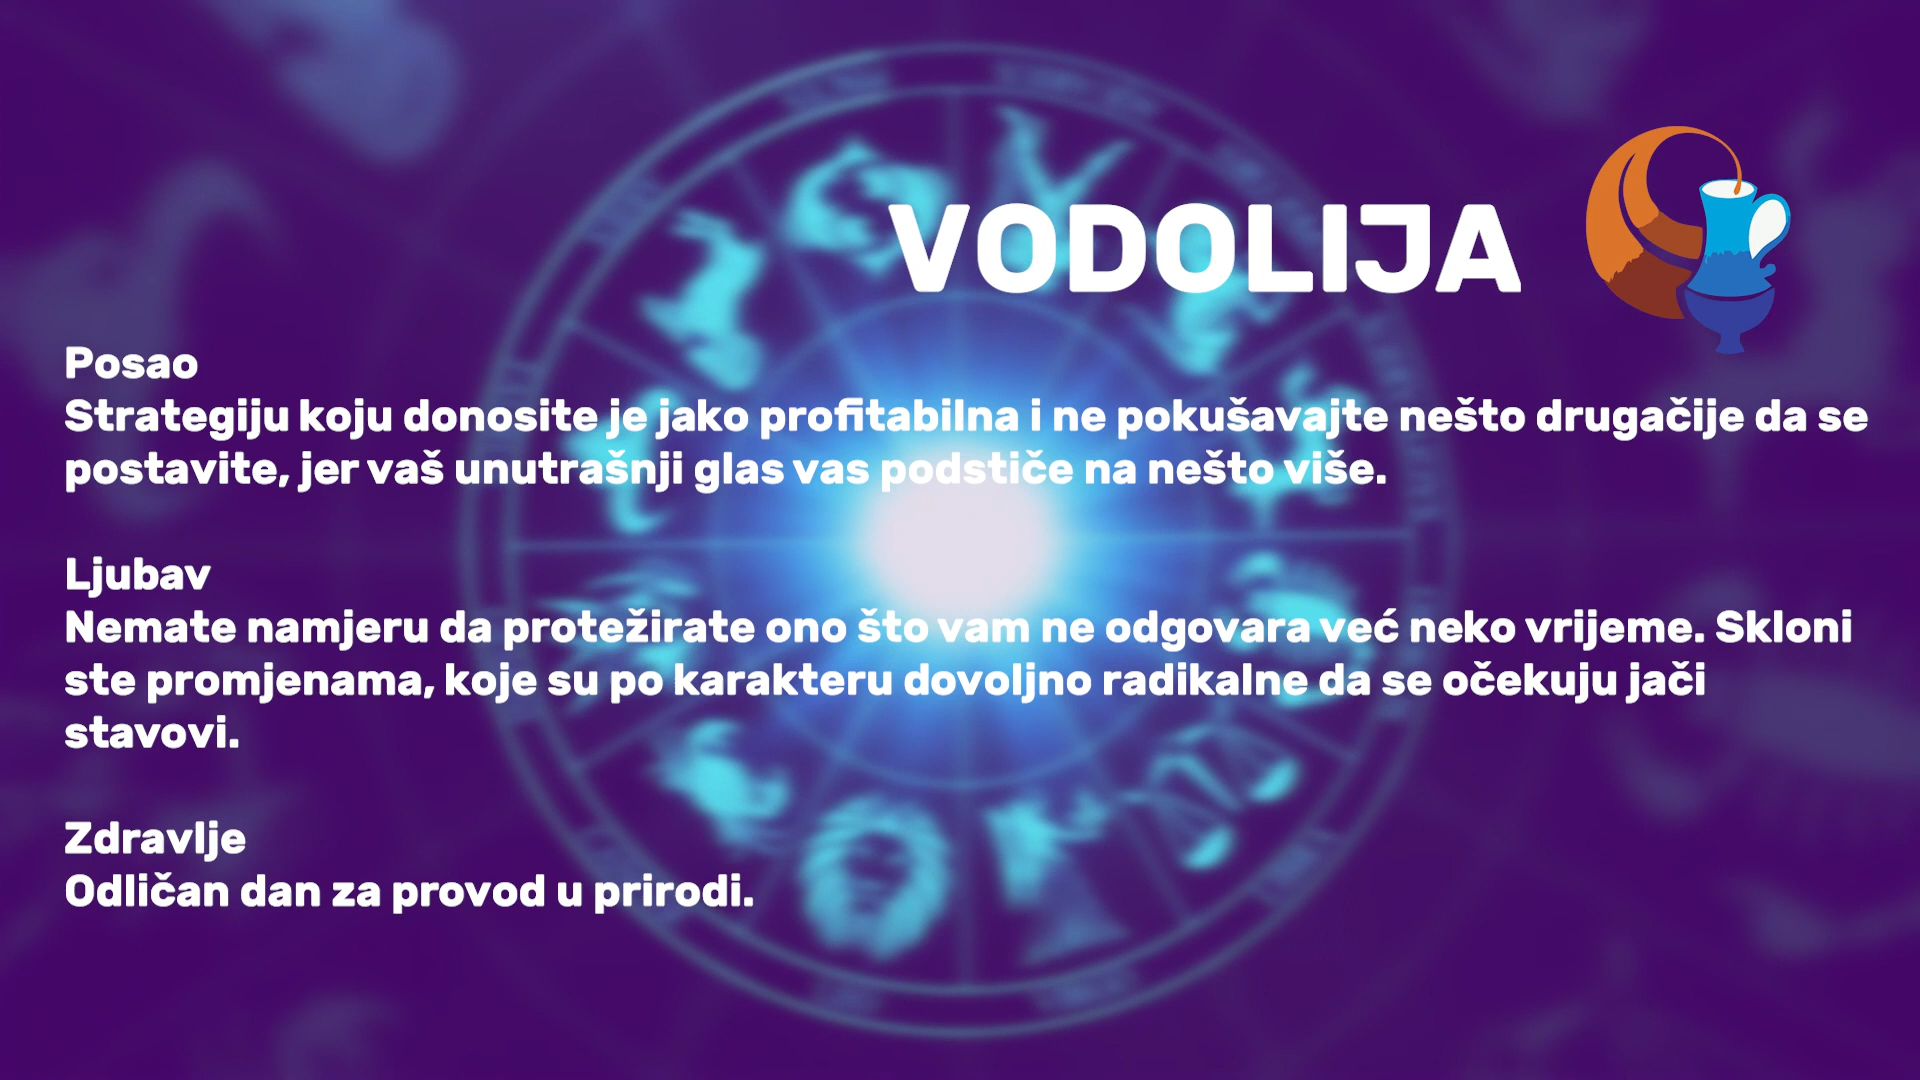 VODOLIJA
Posao
Strategiju koju donosite je jako profitabilna i ne pokušavajte nešto drugačije da se
postavite, jer vaš unutrašnji glas vas podstiče na nešto više.
Ljubav
Nemate namjeru da protežirate ono što vam ne odgovara već neko vrijeme. Skloni
ste promjenama, koje su po karakteru dovoljno radikalne da se očekuju jači
stavovi.
Zdravlje
Odličan dan za provod u prirodi.